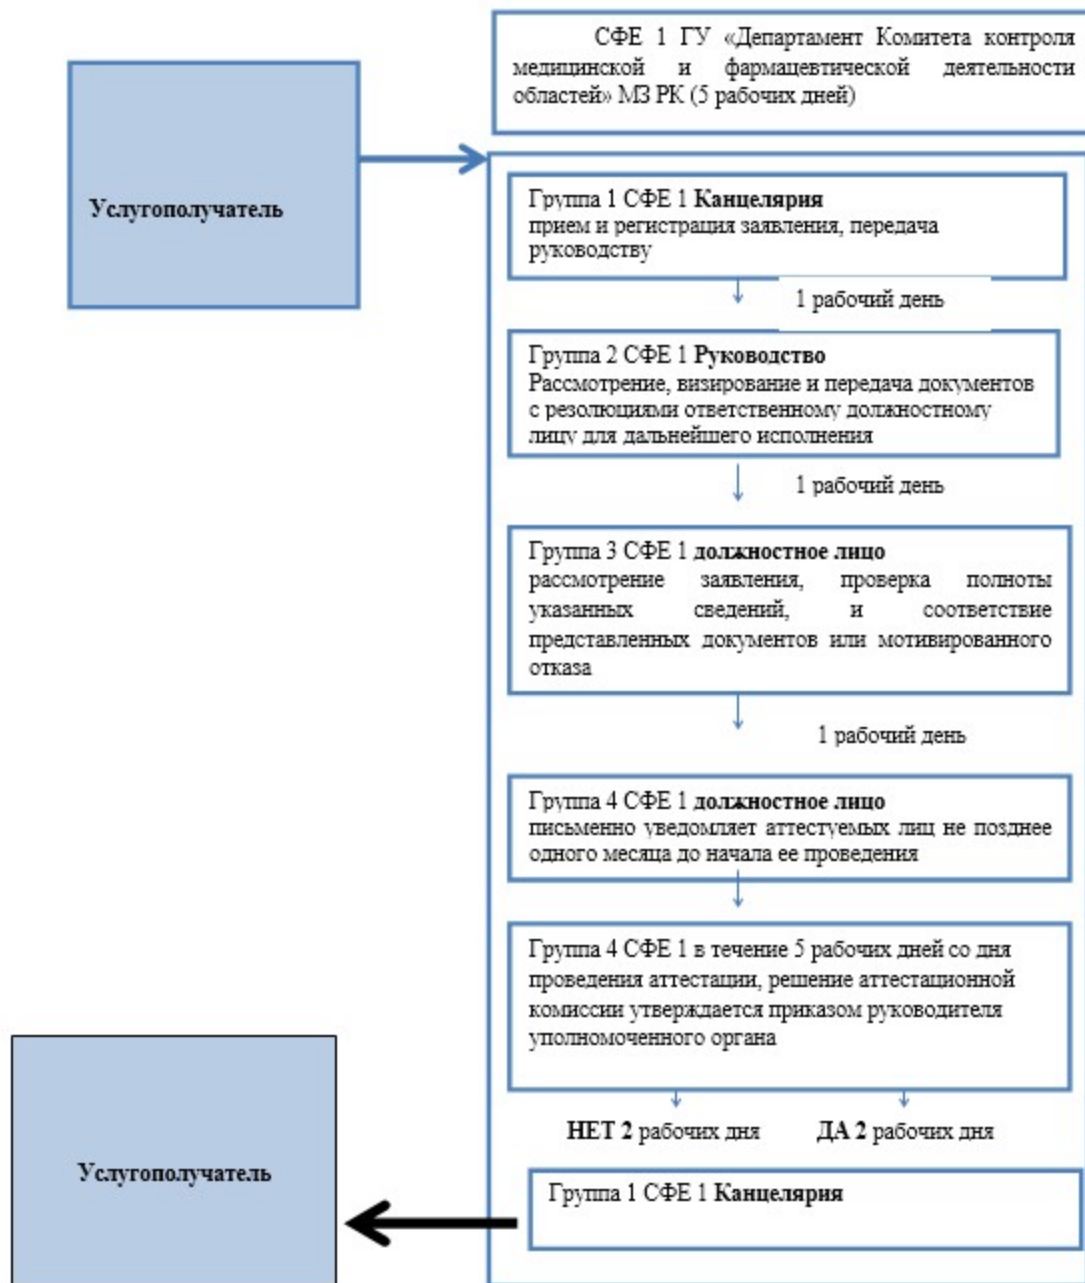 СФЕ 1 ГУ «Департамент Комитета контроля
медицинской и фармацевтической деятельности
областей» МЗ РК (5 рабочих дней)
Услугополучатель
Группа 1 СФЕ 1 Канцелярия
прием и регистрация заявления, передача
руководству
1 рабочий день
Группа 2 СФЕ 1 Руководство
Рассмотрение, визирование и передача документов
с резолюциями ответственному должностному
лицу для дальнейшего исполнения
1 рабочий день
Группа 3 СФЕ 1 должностное лицо
рассмотрение заявления, проверка полноты
указанных сведений, и соответствие
представленных документов или мотивированного
отказа
1 рабочий день
Группа 4 СФЕ 1 должностное лицо
письменно уведомляет аттестуемых лиц не позднее
одного месяца до начала ее проведения
Группа 4 СФЕ 1 в течение 5 рабочих дней со дня
проведения аттестации, решение аттестационной
комиссии утверждается приказом руководителя
уполномоченного органа
НЕТ 2 рабочих дня ДА 2 рабочих дня
Услугополучатель
Группа 1 СФЕ 1 Канцелярия